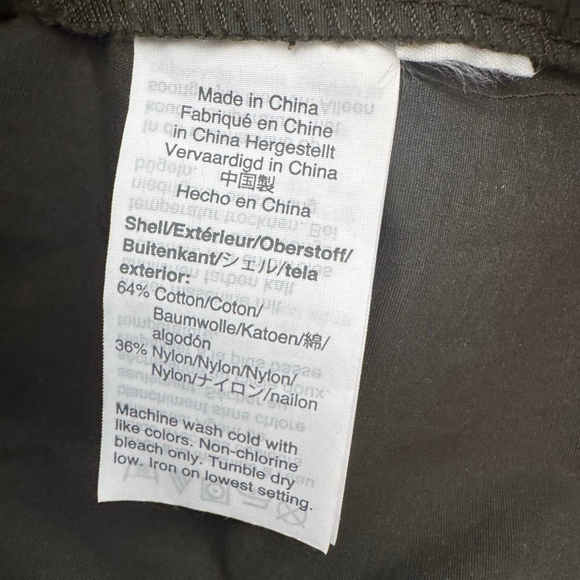 Made in China
Fabriqué en Chine
in China Hergestellt
Vervaardigd in China
中国製
Hecho en China
Shell/Extérieur/Oberstoff/
Buitenkant/シェル/tela
exterior:
64% Cotton/Coton/
Baumwolle/Katoen/綿/
algodón
36% Nylon/Nylon/Nylon/
Nylon/ナイロン/nailon
Machine wash cold with
like colors. Non-chlorine
bleach only. Tumble dry
low. Iron on lowest setting.